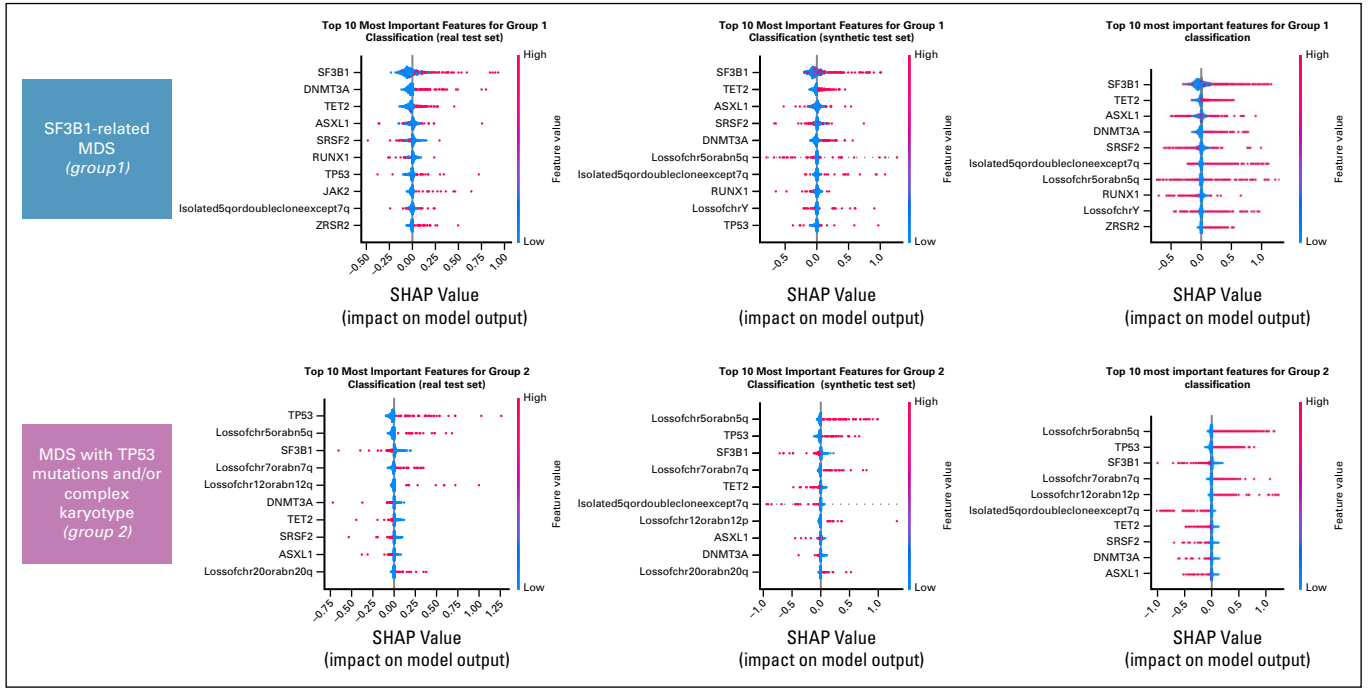 SF3B1-related
MDS
(group1)
Top 10 Most Important Features for Group 1
Classification (real test set)
High
SF3B1
DNMT3A
TET2
ASXL1
SRSF2
RUNX1
TP53
JAK2
Isolated5qordoublecloneexcept7q
ZRSR2
Feature value
Low
−0.50
−0.25
0.00
0.25
0.50
0.75
1.00
SHAP Value
(impact on model output)
Top 10 Most Important Features for Group 1
Classification (synthetic test set)
High
SF3B1
TET2
ASXL1
SRSF2
DNMT3A
Lossofchr5orabn5q
Isolated5qordoublecloneexcept7q
RUNX1
LossofchrY
TP53
Feature value
Low
−0.5
0.0
0.5
1.0
SHAP Value
(impact on model output)
Top 10 most important features for Group 1
classification
High
SF3B1
TET2
ASXL1
DNMT3A
SRSF2
Isolated5qordoublecloneexcept7q
Lossofchr5orabn5q
RUNX1
LossofchrY
ZRSR2
Feature value
Low
−0.5
0.0
0.5
1.0
SHAP Value
(impact on model output)
MDS with TP53
mutations and/or
complex
karyotype
(group 2)
Top 10 Most Important Features for Group 2
Classification (real test set)
High
TP53
Lossofchr5orabn5q
SF3B1
Lossofchr7orabn7q
Lossofchr12orabn12q
DNMT3A
TET2
SRSF2
ASXL1
Lossofchr20orabn20q
Feature value
Low
−0.75
−0.50
−0.25
0.00
0.25
0.50
0.75
1.00
1.25
SHAP Value
(impact on model output)
Top 10 Most Important Features for Group 2
Classification (synthetic test set)
High
Lossofchr5orabn5q
TP53
SF3B1
Lossofchr7orabn7q
TET2
Isolated5qordoublecloneexcept7q
Lossofchr12orabn12p
ASXL1
DNMT3A
Lossofchr20orabn20q
Feature value
Low
−1.0
−0.5
0.0
0.5
1.0
SHAP Value
(impact on model output)
Top 10 most important features for Group 2
classification
High
Lossofchr5orabn5q
TP53
SF3B1
Lossofchr7orabn7q
Lossofchr12orabn12p
Isolated5qordoublecloneexcept7q
TET2
SRSF2
DNMT3A
ASXL1
Feature value
Low
−1.0
−0.5
0.0
0.5
1.0
SHAP Value
(impact on model output)